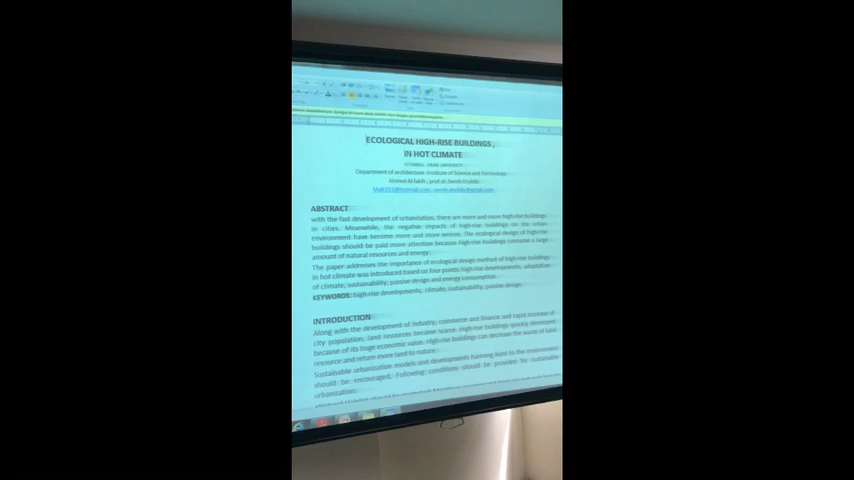 ECOLOGICAL HIGH-RISE BUILDINGS ,
IN HOT CLIMATE
ISTANBUL- OKAN UNIVERSITY
Department of architecture: Institute of Science and Technology
prof.dr.Semih
ABSTRACT
with the fast development of urbanization, there are more and more high-rise buildings
in cities. Meanwhile, the negative impacts of high-rise buildings on the urban
environment have become more and more serious. The ecological design of high-rise
buildings should be paid more attention because high-rise buildings consume a large
amount of natural resources and energy.
The paper addresses the importance of ecological design method of high-rise buildings
in hot climate was introduced based on four points: high rise developments, adaptation
of climate, sustainability, passive design and energy consumption.
KEYWORDS: high-rise developments, climate, sustainability, passive design.
INTRODUCTION
Along with the development of industry, commerce and finance and rapid increase of
city population, land resources became scarce. High-rise buildings quickly developed
because of its huge economic value. High-rise buildings can decrease the waste of land
resource and return more land to nature.
Sustainable urbanization models and developments harming least to the environment
should be encouraged. Following conditions should be provided for sustainable
urbanization: